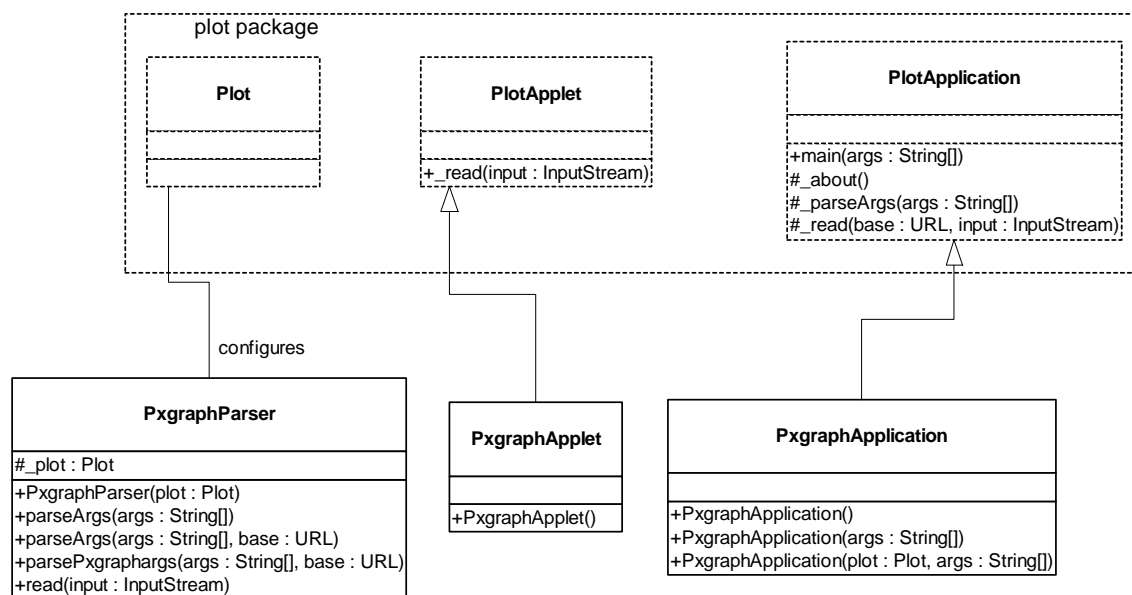 plot package
Plot
PlotApplet
+_read(input : InputStream)
PlotApplication
+main(args : String[])
#_about()
#_parseArgs(args : String[])
#_read(base : URL, input : InputStream)
configures
PxgraphParser
#_plot : Plot
+PxgraphParser(plot : Plot)
+parseArgs(args : String[])
+parseArgs(args : String[], base : URL)
+parsePxgraphargs(args : String[], base : URL)
+read(input : InputStream)
PxgraphApplet
+PxgraphApplet()
PxgraphApplication
+PxgraphApplication()
+PxgraphApplication(args : String[])
+PxgraphApplication(plot : Plot, args : String[])